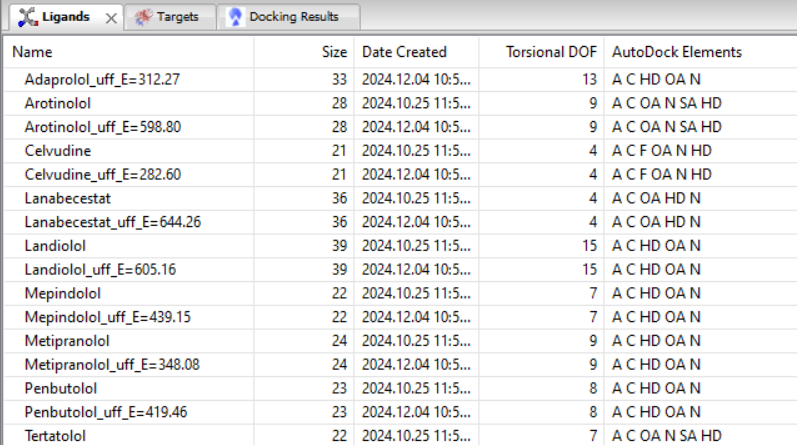 Ligands Targets Docking Results
Name Size Date Created Torsional DOF AutoDock Elements
Adaprolol_uff_E=312.27 33 2024.12.04 10:5... 13 A C HD OA N
Arotinolol 28 2024.10.25 11:5... 9 A C OA N SA HD
Arotinolol_uff_E=598.80 28 2024.12.04 10:5... 9 A C OA N SA HD
Celvudine 21 2024.10.25 11:5... 4 A C F OA N HD
Celvudine_uff_E=282.60 21 2024.12.04 10:5... 4 A C F OA N HD
Lanabecestat 36 2024.10.25 11:5... 4 A C OA HD N
Lanabecestat_uff_E=644.26 36 2024.12.04 10:5... 4 A C OA HD N
Landiolol 39 2024.10.25 11:5... 15 A C HD OA N
Landiolol_uff_E=605.16 39 2024.12.04 10:5... 15 A C HD OA N
Mepindolol 22 2024.10.25 11:5... 7 A C HD OA N
Mepindolol_uff_E=439.15 22 2024.12.04 10:5... 7 A C HD OA N
Metipranolol 24 2024.10.25 11:5... 9 A C HD OA N
Metipranolol_uff_E=348.08 24 2024.12.04 10:5... 9 A C HD OA N
Penbutolol 23 2024.10.25 11:5... 8 A C HD OA N
Penbutolol_uff_E=419.46 23 2024.12.04 10:5... 8 A C HD OA N
Tertatolol 22 2024.10.25 11:5... 7 A C OA N SA HD